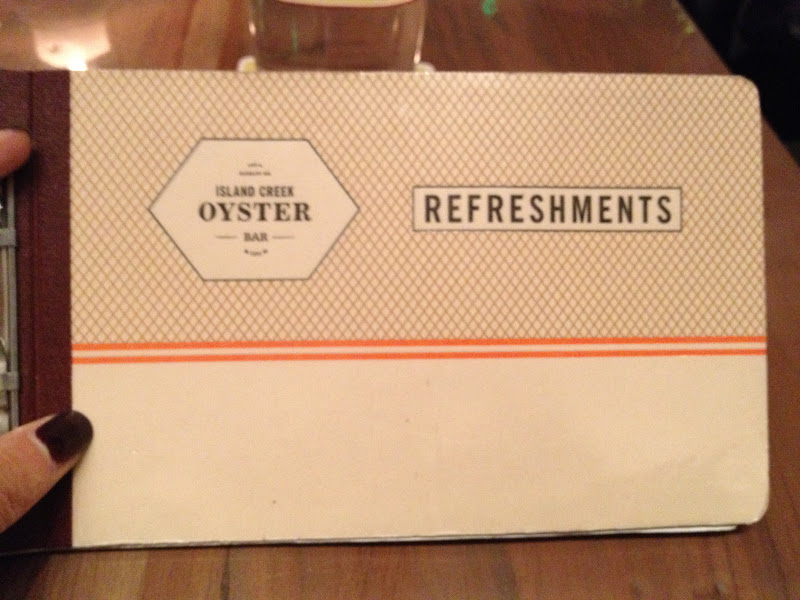 ISLAND CREEK
OYSTER
BAR
REFRESHMENTS